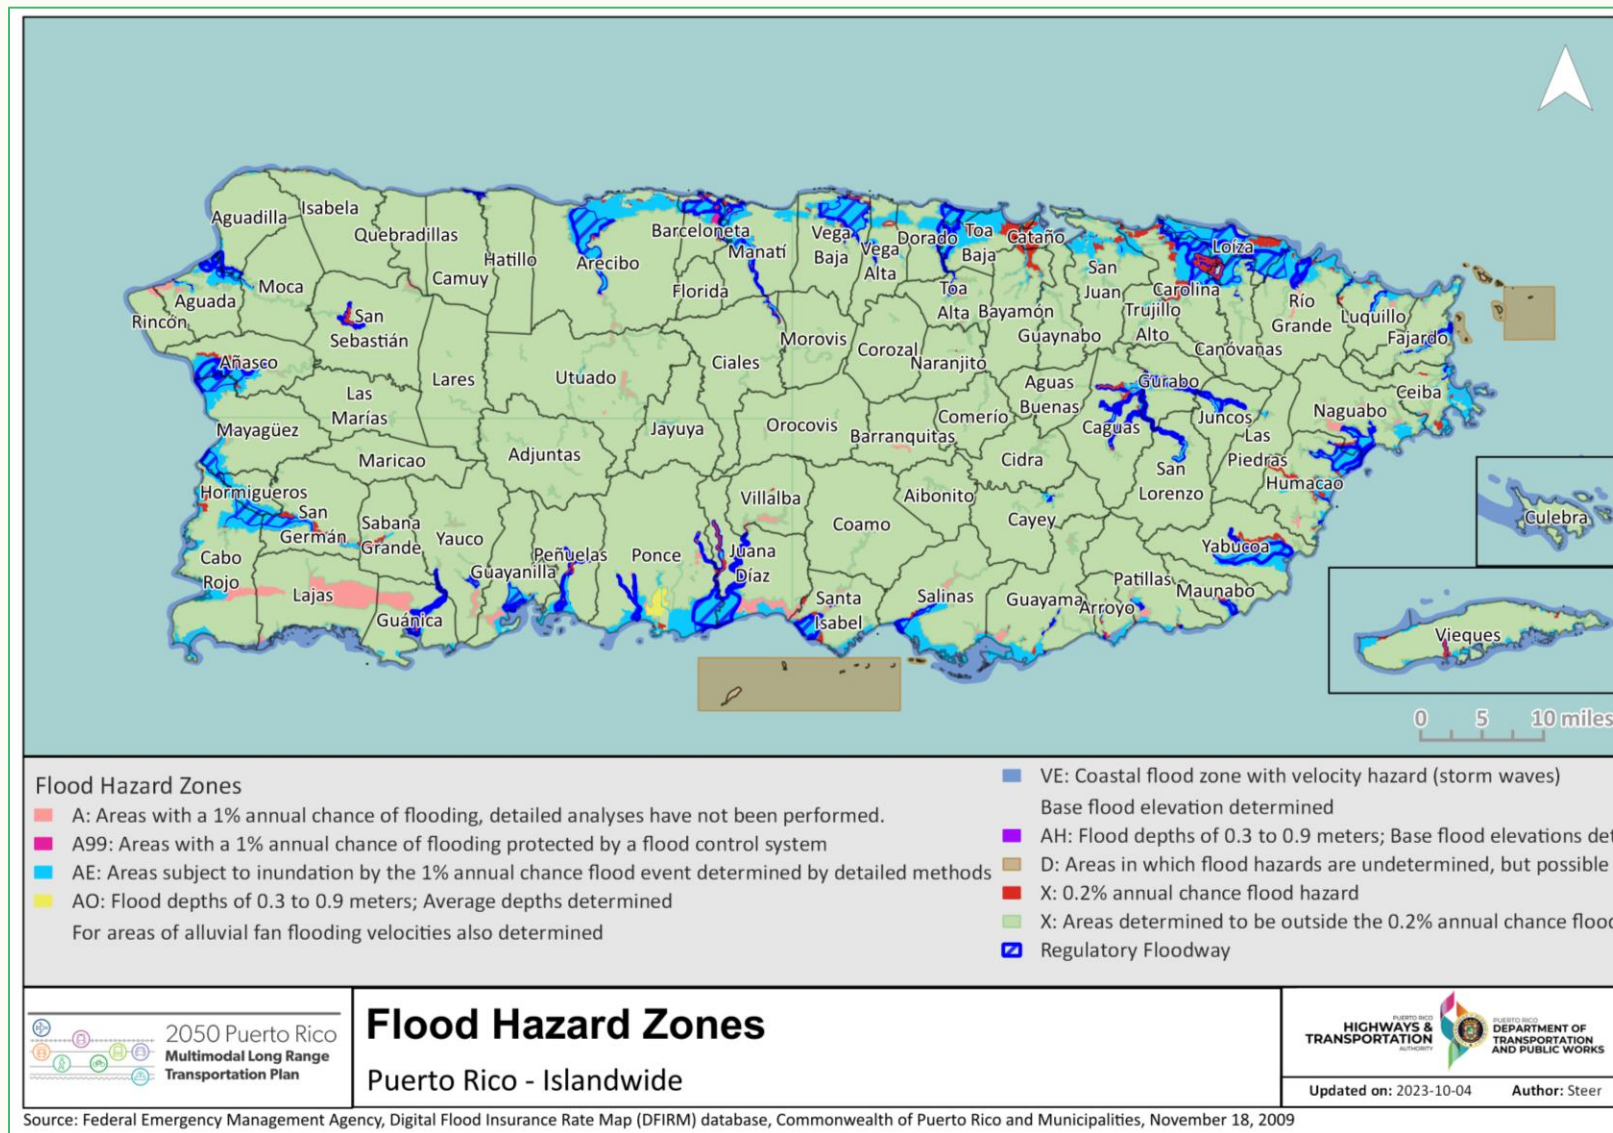 Aguadilla
Isabela
Quebradillas
Camuy
Hatillo
Arecibo
Barceloneta
Manatí
Florida
Vega
Baja
Vega
Alta
Dorado
Toa
Baja
Cataño
Toa
Alta
Bayamón
San
Juan
Guaynabo
Carolina
Trujillo
Alto
Loíza
Canóvanas
Río
Grande
Luquillo
Fajardo
Ceiba
Moca
Aguada
Rincón
San
Sebastián
Añasco
Las
Marías
Lares
Utuado
Ciales
Morovis
Corozal
Naranjito
Aguas
Buenas
Gurabo
Caguas
Juncos
Las
Piedras
Naguabo
Humacao
Mayagüez
Maricao
Adjuntas
Jayuya
Orocovis
Barranquitas
Comerío
Cidra
San
Lorenzo
Hormigueros
San
Germán
Sabana
Grande
Yauco
Guayanilla
Peñuelas
Ponce
Villalba
Juana
Díaz
Coamo
Aibonito
Cayey
Yabucoa
Cabo
Rojo
Lajas
Guánica
Santa
Isabel
Salinas
Guayama
Arroyo
Patillas
Maunabo
Culebra
Vieques
0 5 10 miles
Flood Hazard Zones
A: Areas with a 1% annual chance of flooding, detailed analyses have not been performed.
A99: Areas with a 1% annual chance of flooding protected by a flood control system
AE: Areas subject to inundation by the 1% annual chance flood event determined by detailed methods
AO: Flood depths of 0.3 to 0.9 meters; Average depths determined
For areas of alluvial fan flooding velocities also determined
VE: Coastal flood zone with velocity hazard (storm waves)
Base flood elevation determined
AH: Flood depths of 0.3 to 0.9 meters; Base flood elevations det
D: Areas in which flood hazards are undetermined, but possible
X: 0.2% annual chance flood hazard
X: Areas determined to be outside the 0.2% annual chance floo
Regulatory Floodway
2050 Puerto Rico
Multimodal Long Range
Transportation Plan
Flood Hazard Zones
Puerto Rico - Islandwide
PUERTO RICO
HIGHWAYS &
TRANSPORTATION
AUTHORITY
PUERTO RICO
DEPARTMENT OF
TRANSPORTATION
AND PUBLIC WORKS
Updated on: 2023-10-04 Author: Steer
Source: Federal Emergency Management Agency, Digital Flood Insurance Rate Map (DFIRM) database, Commonwealth of Puerto Rico and Municipalities, November 18, 2009